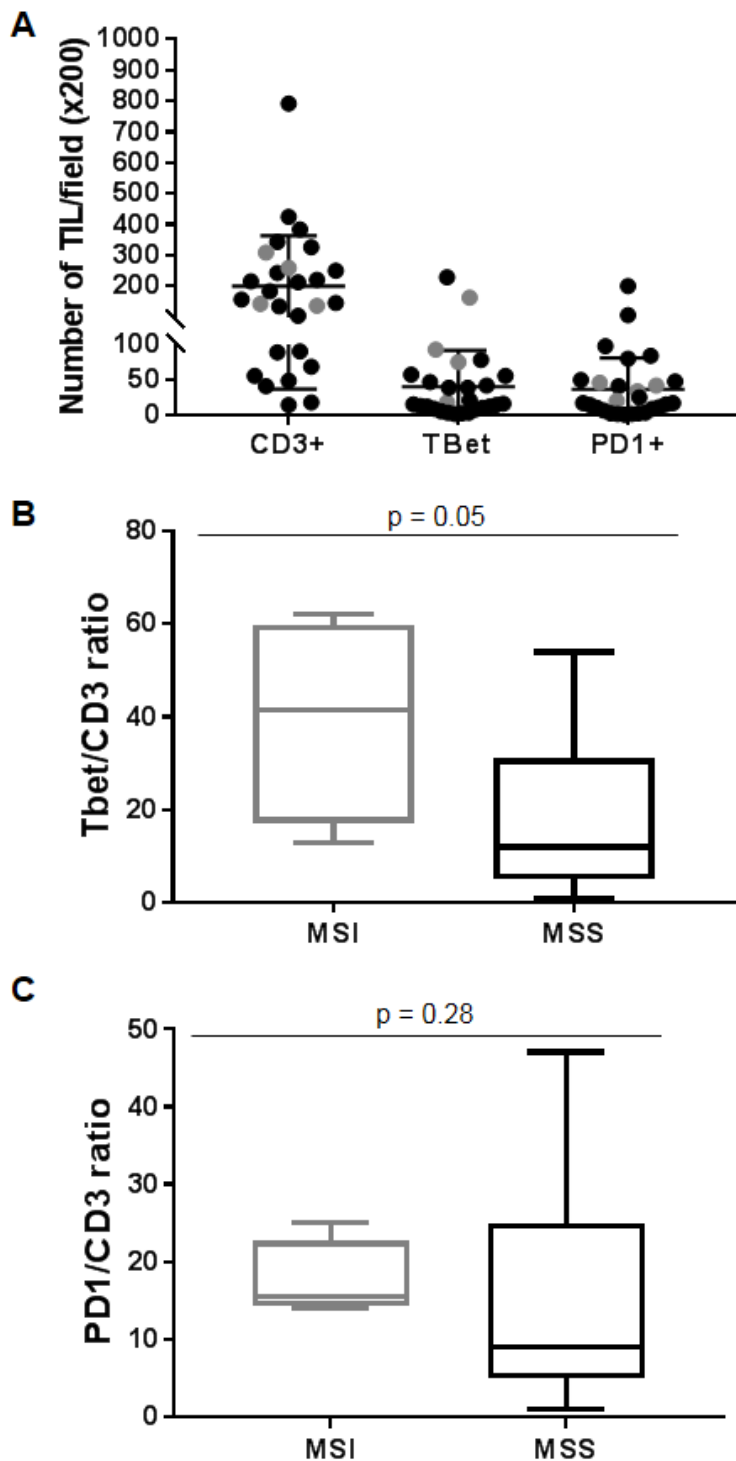 A
Number of TIL/field (x200)
1000
900
800
700
600
500
400
300
200
100
50
0
CD3+ TBet PD1+
B
p = 0.05
Tbet/CD3 ratio
80
60
40
20
0
MSI MSS
C
p = 0.28
PD1/CD3 ratio
50
40
30
20
10
0
MSI MSS